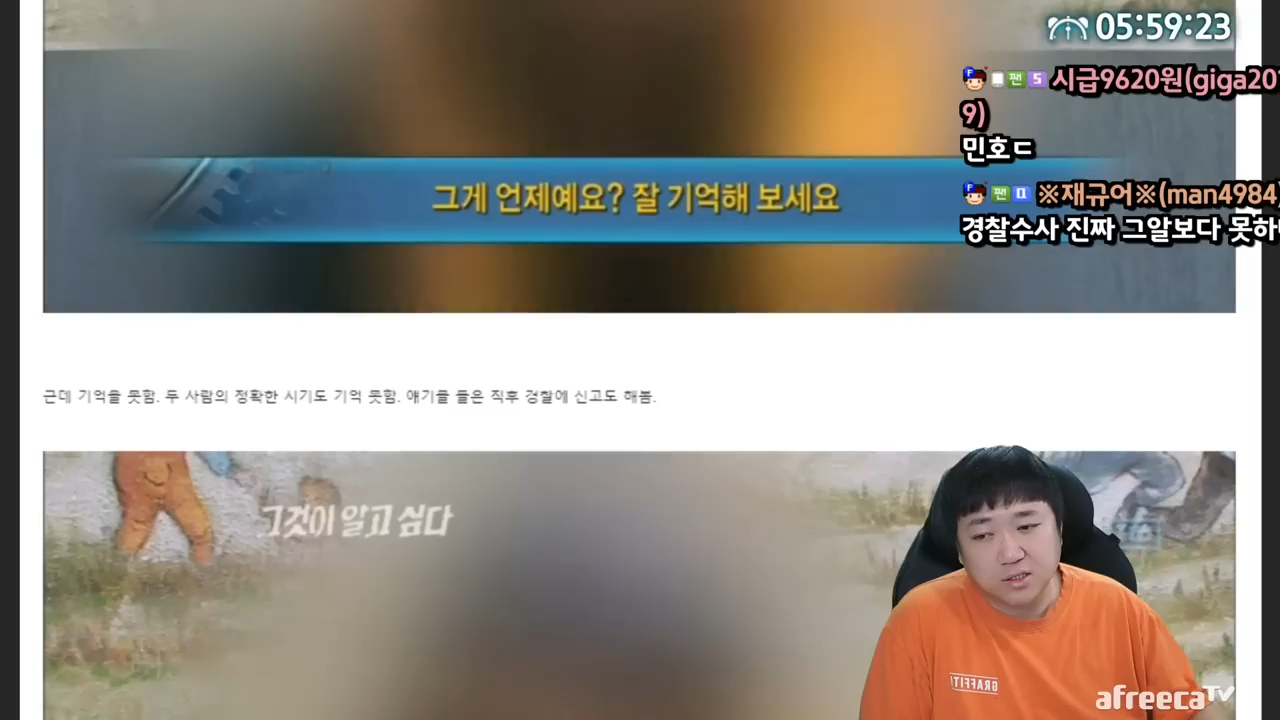 05:59:23
F 팬 S 시급9620원(giga201
9)
민호ㄷ
F 팬 ※재규어※(man4984)
경찰수사 진짜 그알보다 못하
그게 언제예요? 잘 기억해 보세요
근데 기억을 못함. 두 사람의 정확한 시기도 기억 못함. 얘기를 들은 직후 경찰에 신고도 해봄.
그것이 알고 싶다
GRAFFITI
afreecaTV